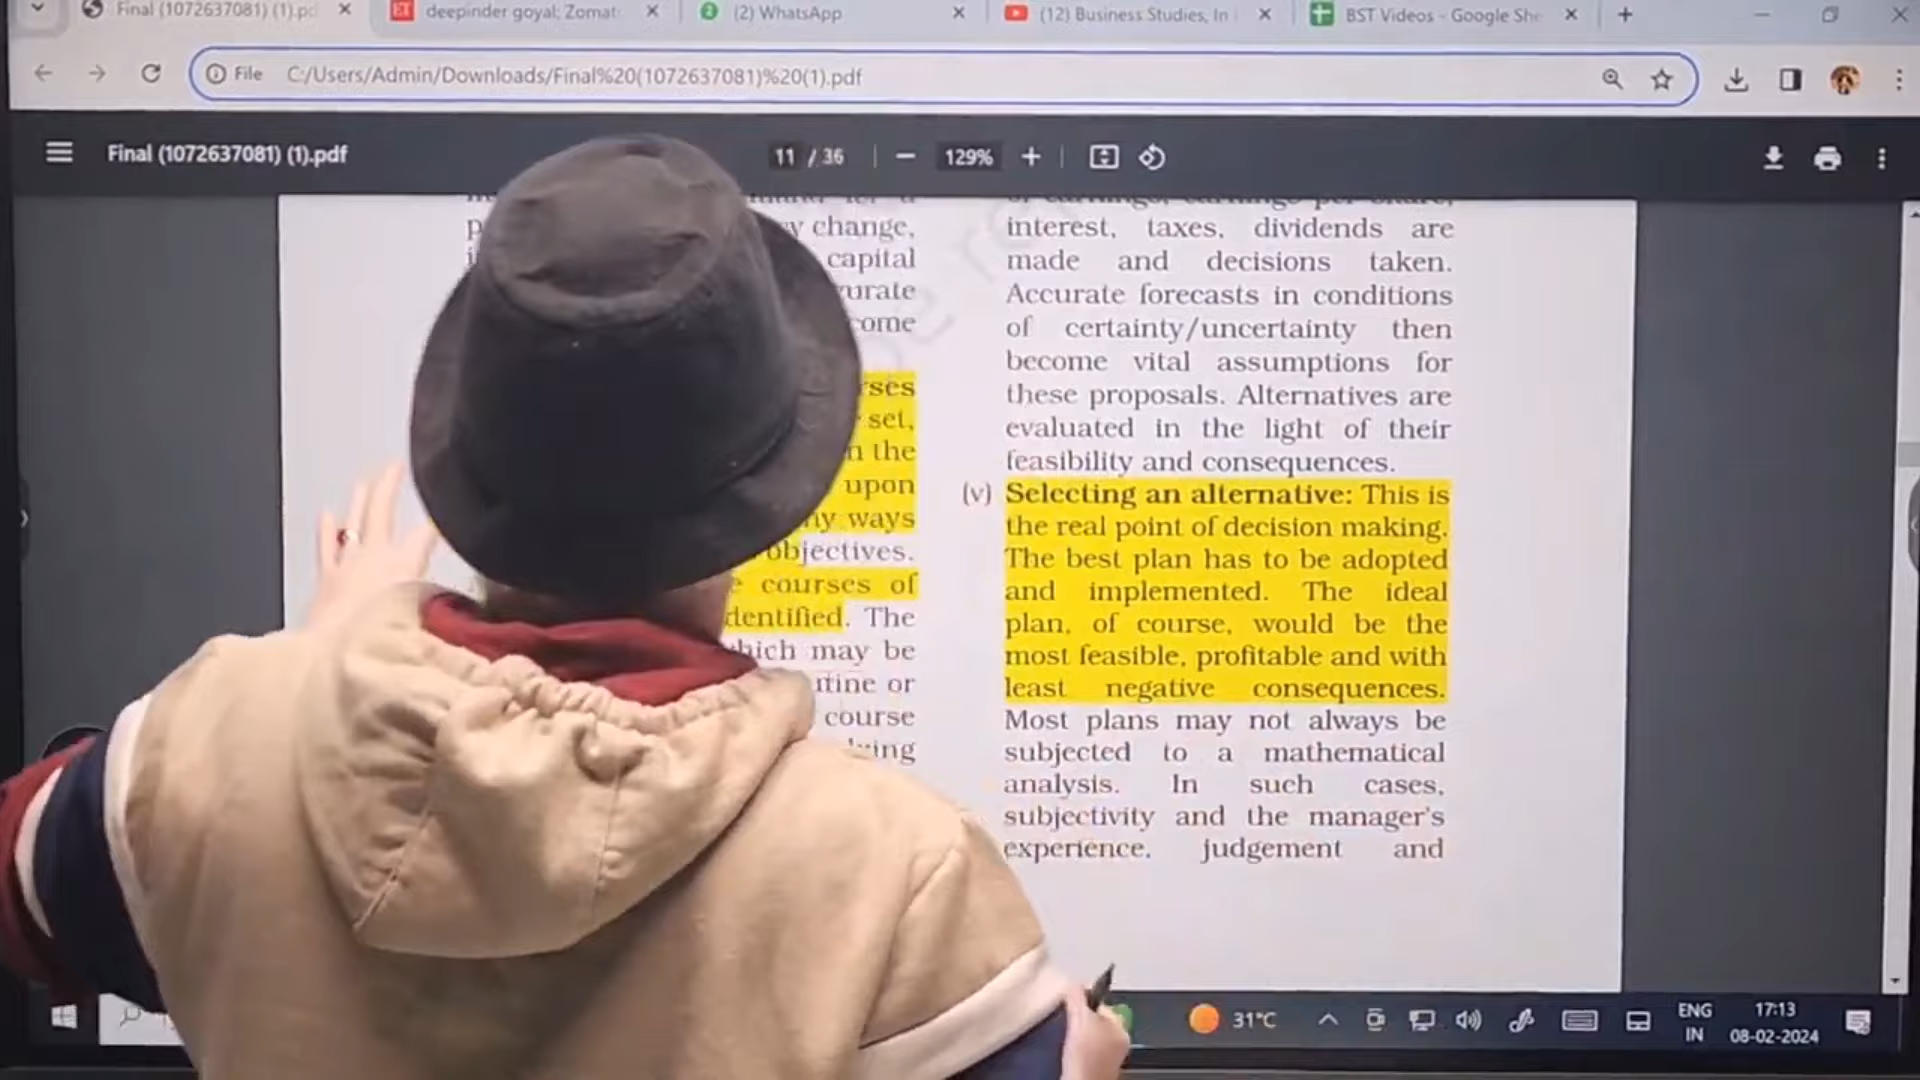 Final (1072637081) (1).pd
ET deepinder goyal: Zomat
2 (2) WhatsApp
(12) Business Studies, In
BST Videos - Google She
File C:/Users/Admin/Downloads/Final%20(1072637081)%20(1).pdf
Final (1072637081) (1).pdf
11 / 36
129%
change,
capital
come
set,
the
upon
ways
objectives.
courses of
. The
may be
or
course
interest, taxes, dividends are
made and decisions taken.
Accurate forecasts in conditions
of certainty/uncertainty then
become vital assumptions for
these proposals. Alternatives are
evaluated in the light of their
feasibility and consequences.
(v) Selecting an alternative: This is
the real point of decision making.
The best plan has to be adopted
and implemented. The ideal
plan, of course, would be the
most feasible, profitable and with
least negative consequences.
Most plans may not always be
subjected to a mathematical
analysis. In such cases,
subjectivity and the manager's
experience, judgement and
31°C
ENG
IN
17:13
08-02-2024